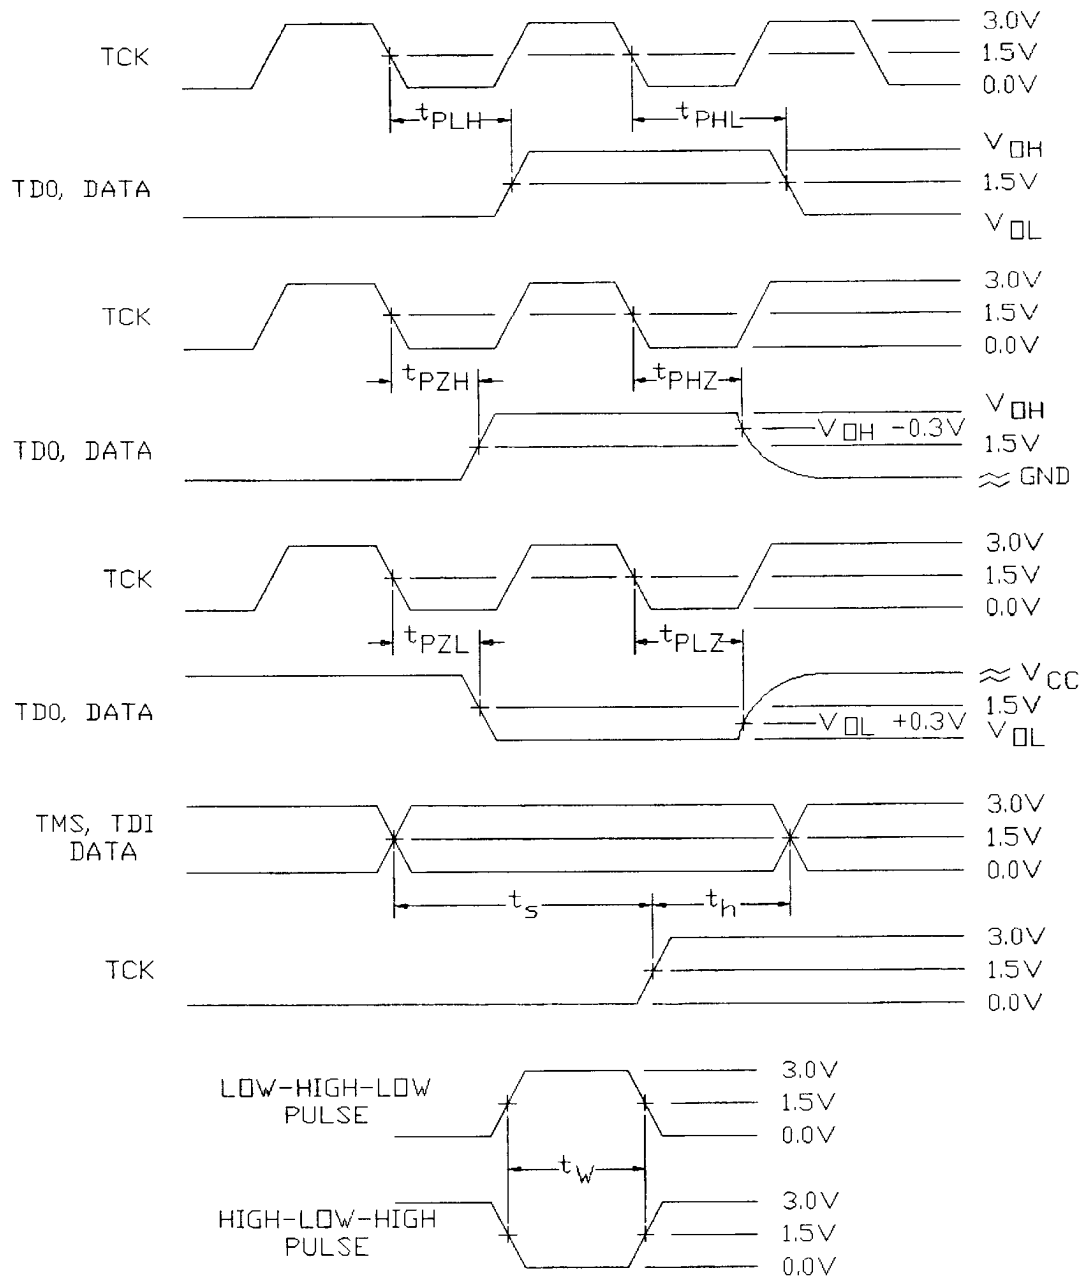 3.0V
TCK
1.5V
0.0V
tPLH
tPHL
VOH
TDO, DATA
1.5V
VOL
3.0V
TCK
1.5V
0.0V
tPZH
tPHZ
VOH
VOH -0.3V
TDO, DATA
1.5V
≈ GND
3.0V
TCK
1.5V
0.0V
tPZL
tPLZ
≈ VCC
TDO, DATA
1.5V
VOL +0.3V
VOL
TMS, TDI
DATA
3.0V
1.5V
0.0V
ts
th
3.0V
TCK
1.5V
0.0V
LOW-HIGH-LOW
PULSE
3.0V
1.5V
0.0V
tW
HIGH-LOW-HIGH
PULSE
3.0V
1.5V
0.0V